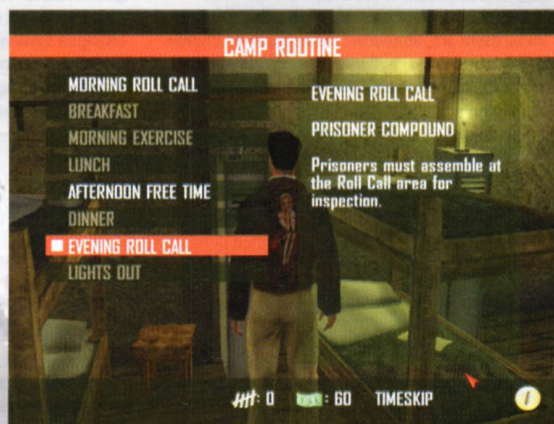 CAMP ROUTINE
MORNING ROLL CALL
BREAKFAST
MORNING EXERCISE
LUNCH
AFTERNOON FREE TIME
DINNER
EVENING ROLL CALL
LIGHTS OUT
EVENING ROLL CALL
PRISONER COMPOUND
Prisoners must assemble at
the Roll Call area for
inspection.
: 0 : 60 TIMESKIP